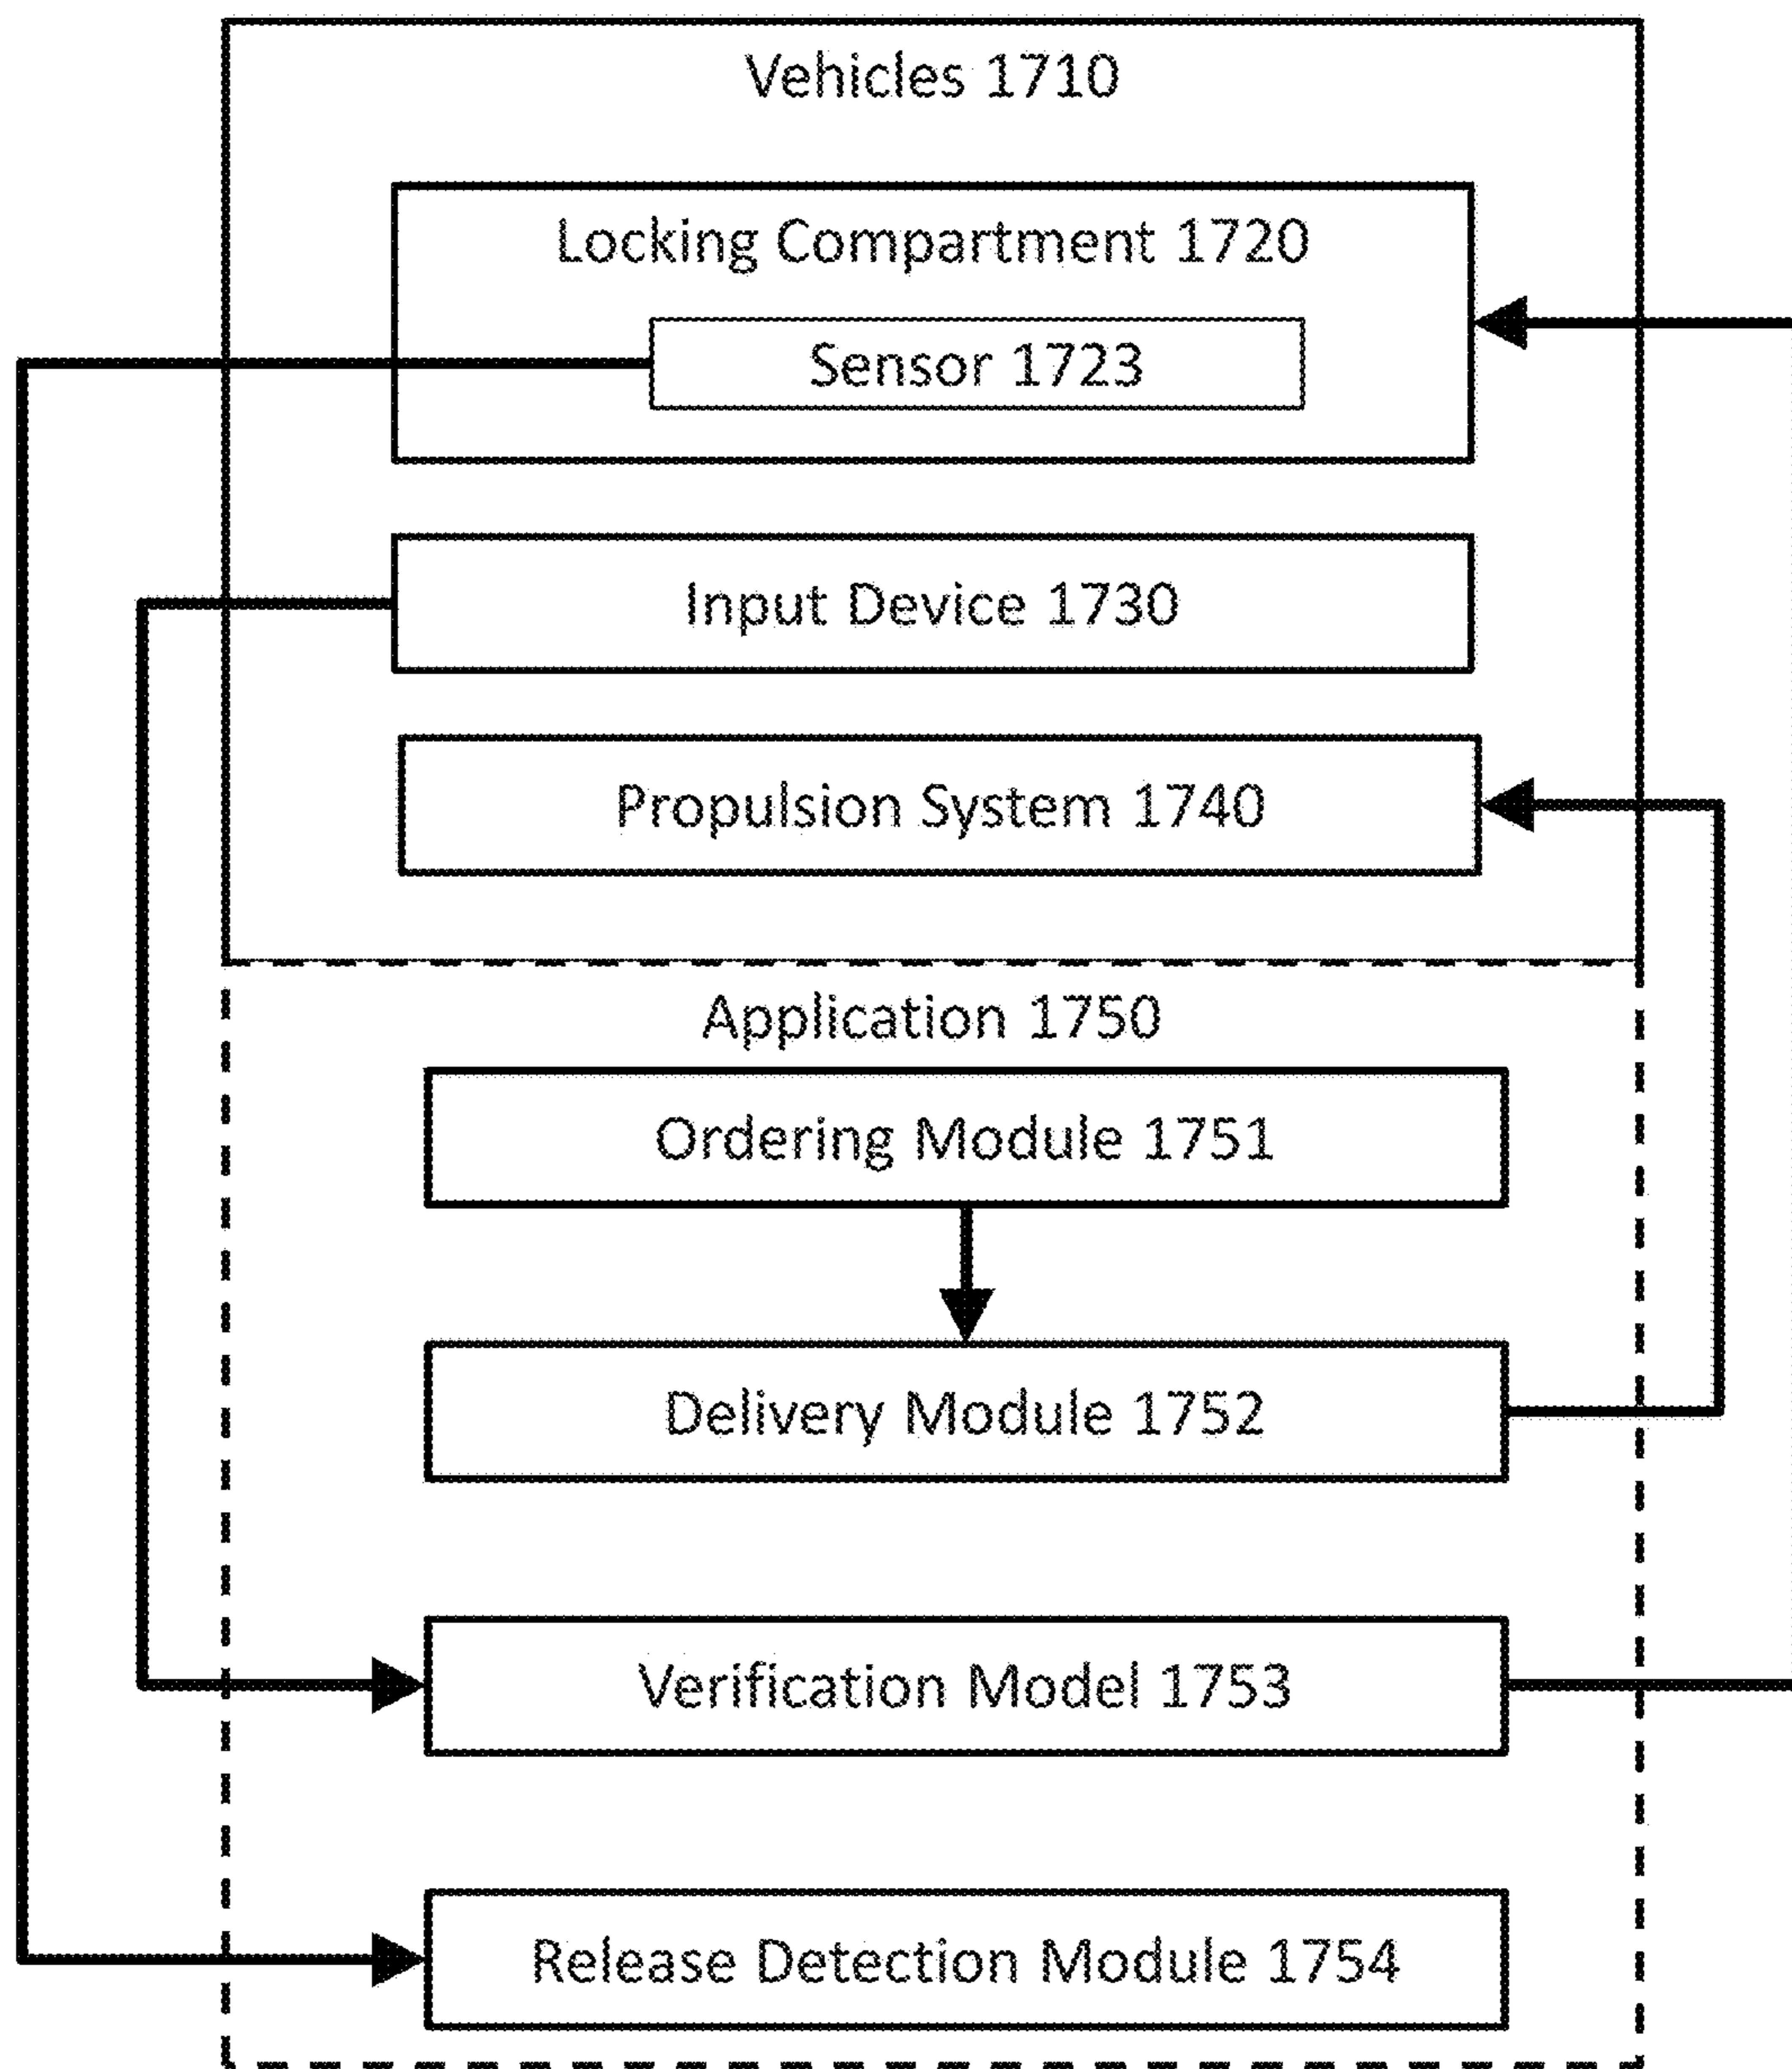 Vehicles 1710
Locking Compartment 1720
Sensor 1723
Input Device 1730
Propulsion System 1740
Application 1750
Ordering Module 1751
Delivery Module 1752
Verification Model 1753
Release Detection Module 1754